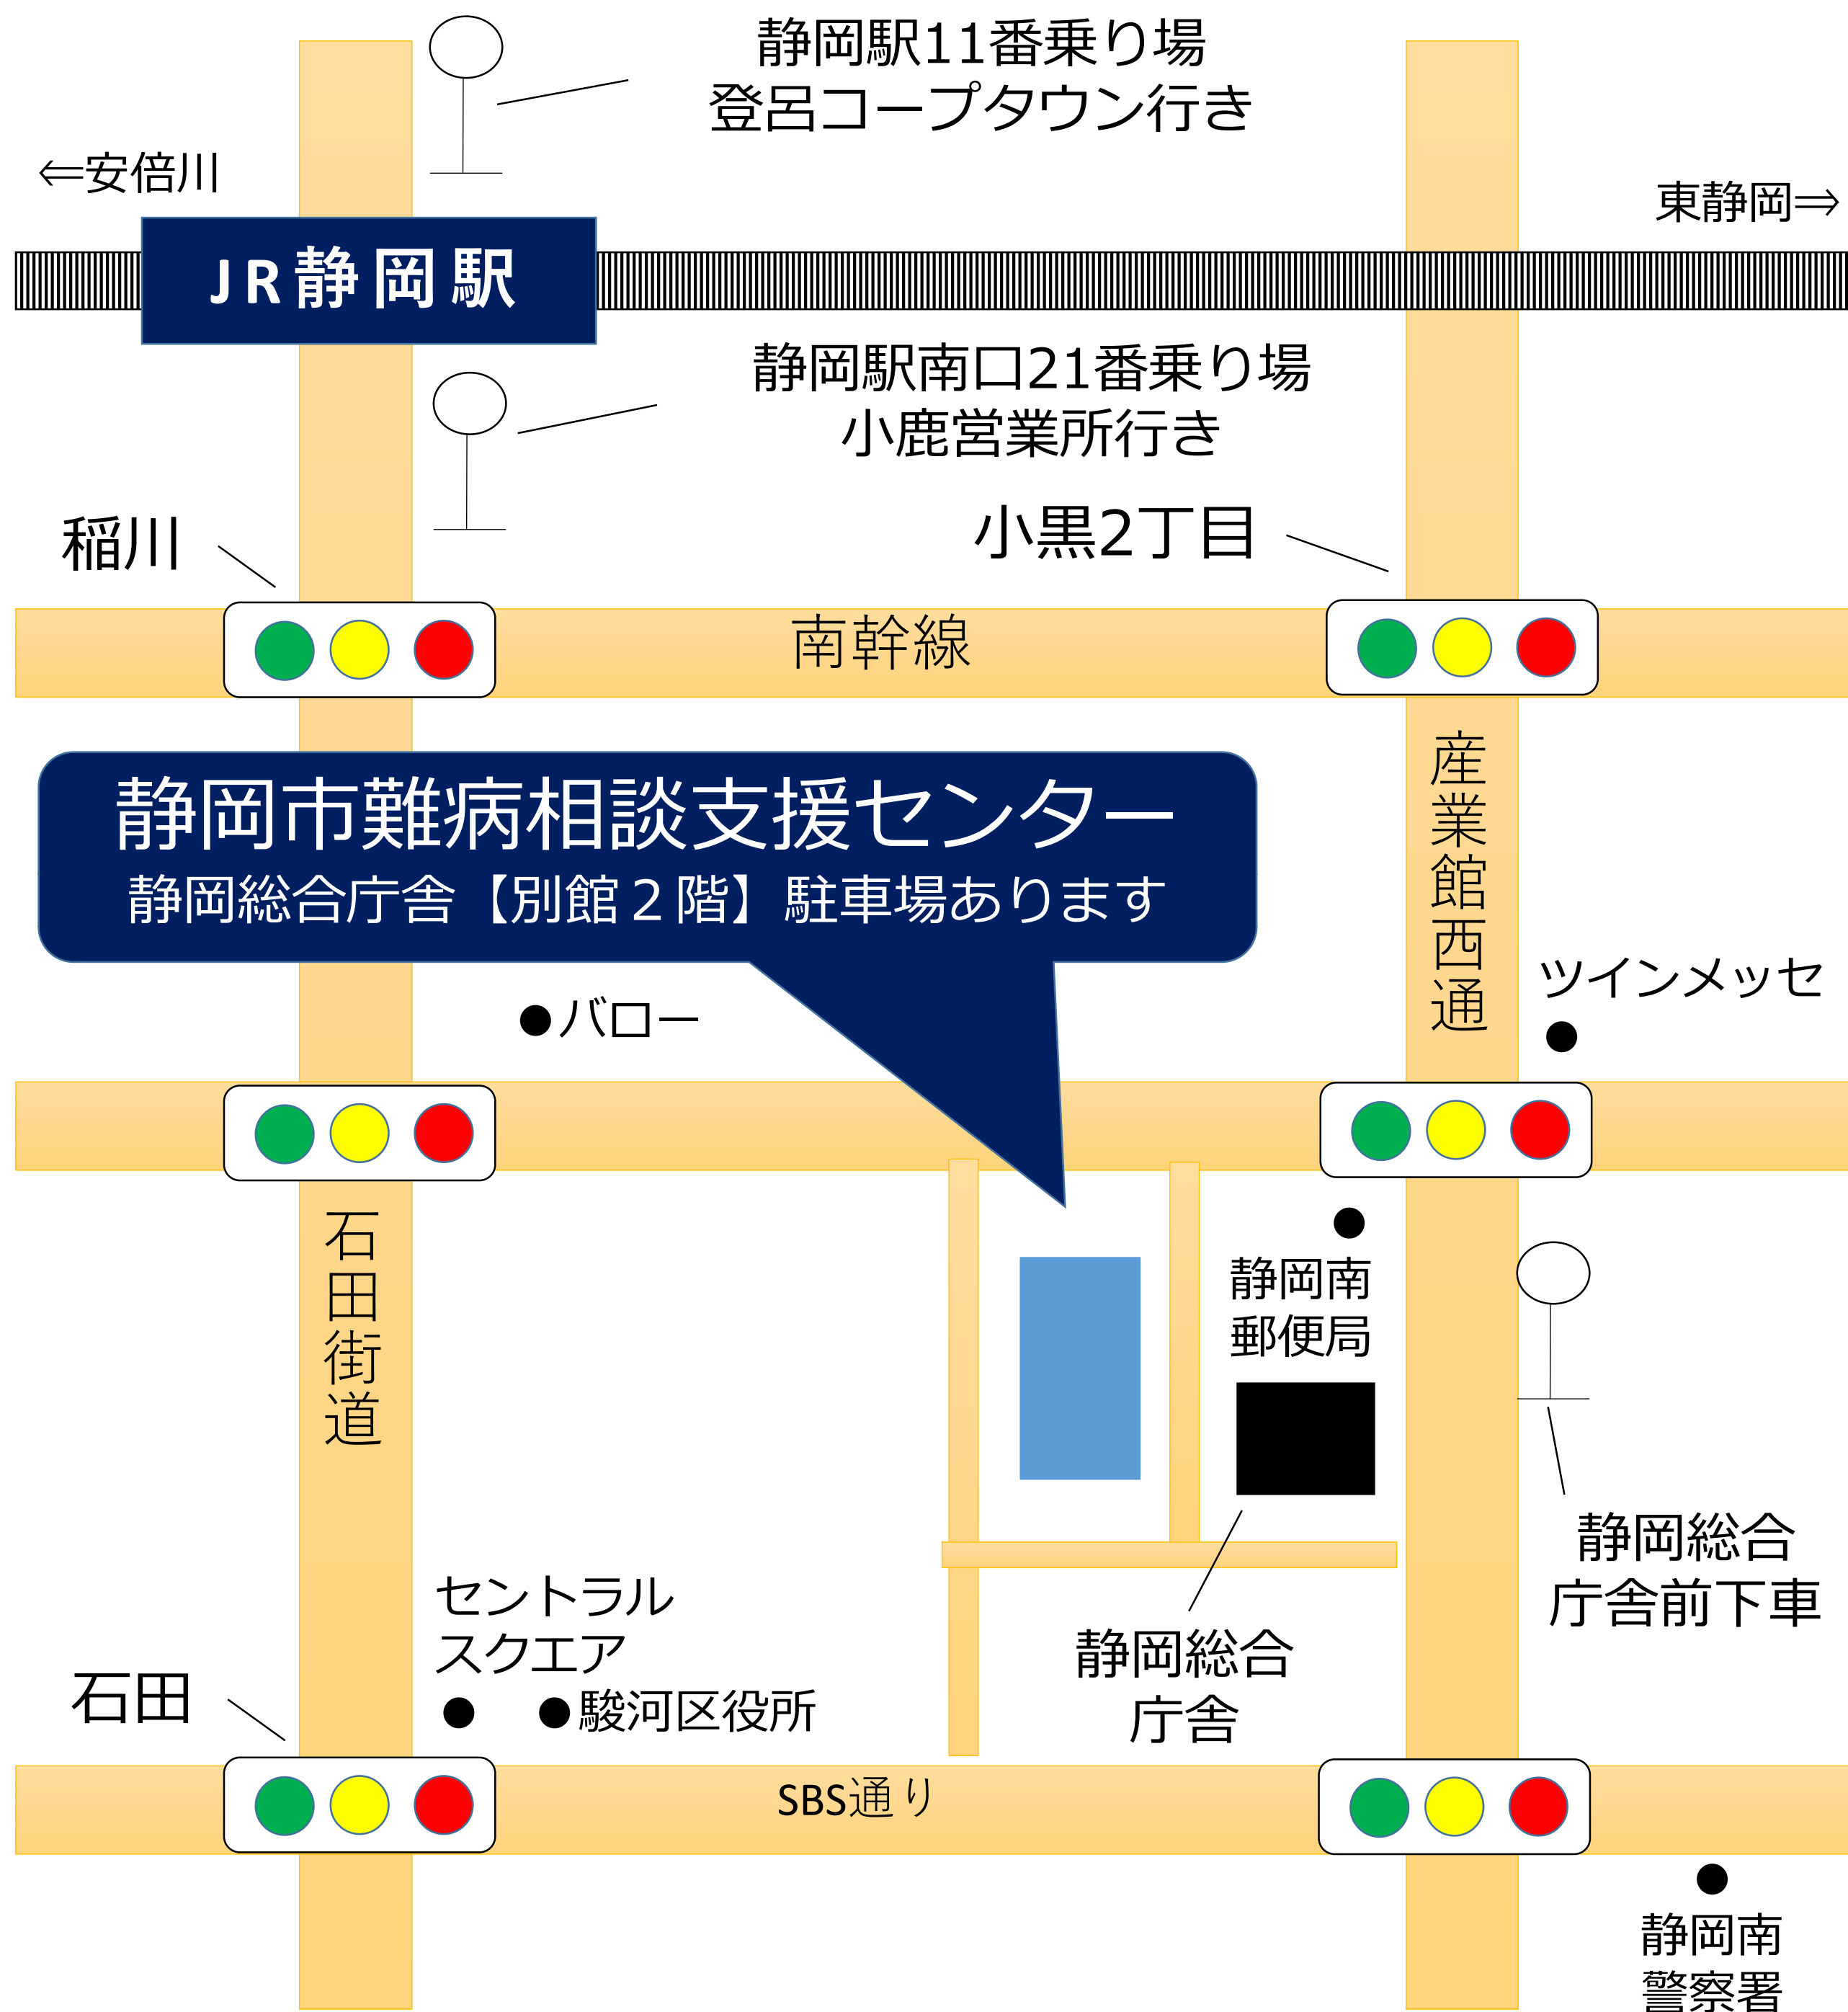 静岡駅11番乗り場
登呂コープタウン行き
⇐安倍川
東静岡⇒
JR静岡駅
静岡駅南口21番乗り場
小鹿営業所行き
稲川
小黒2丁目
南幹線
産業館西通
静岡市難病相談支援センター
静岡総合庁舎【別館２階】駐車場あります
ツインメッセ
●バロー
石田街道
静岡南
郵便局
静岡総合
庁舎前下車
セントラル
スクエア
●駿河区役所
静岡総合
庁舎
石田
SBS通り
静岡南
警察署